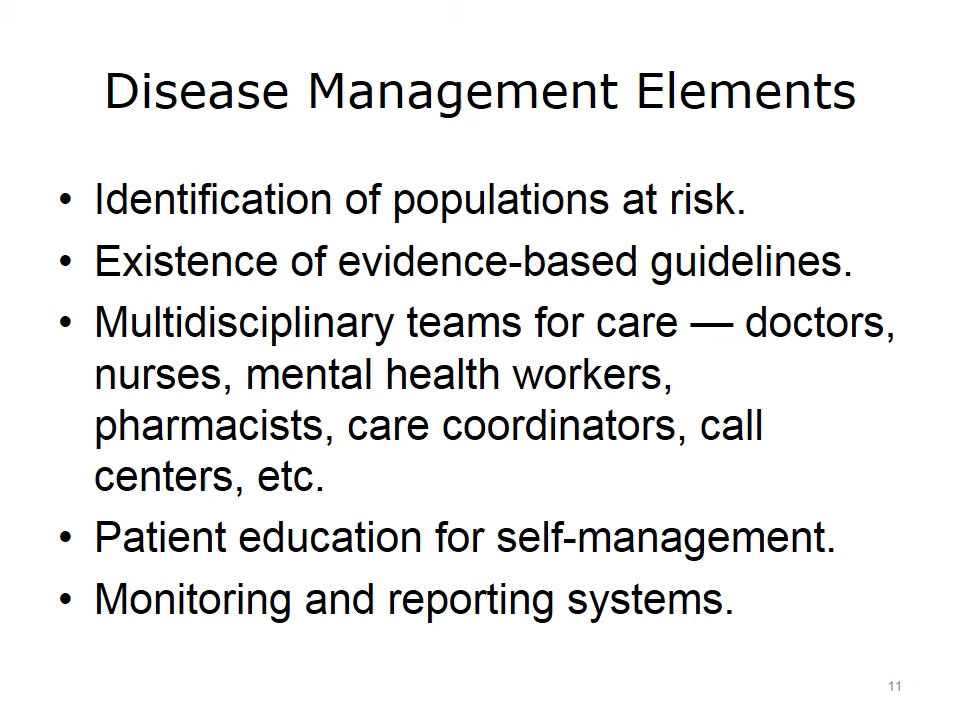 Disease Management Elements
• Identification of populations at risk.
• Existence of evidence-based guidelines.
• Multidisciplinary teams for care — doctors,
nurses, mental health workers,
pharmacists, care coordinators, call
centers, etc.
• Patient education for self-management.
• Monitoring and reporting systems.
11